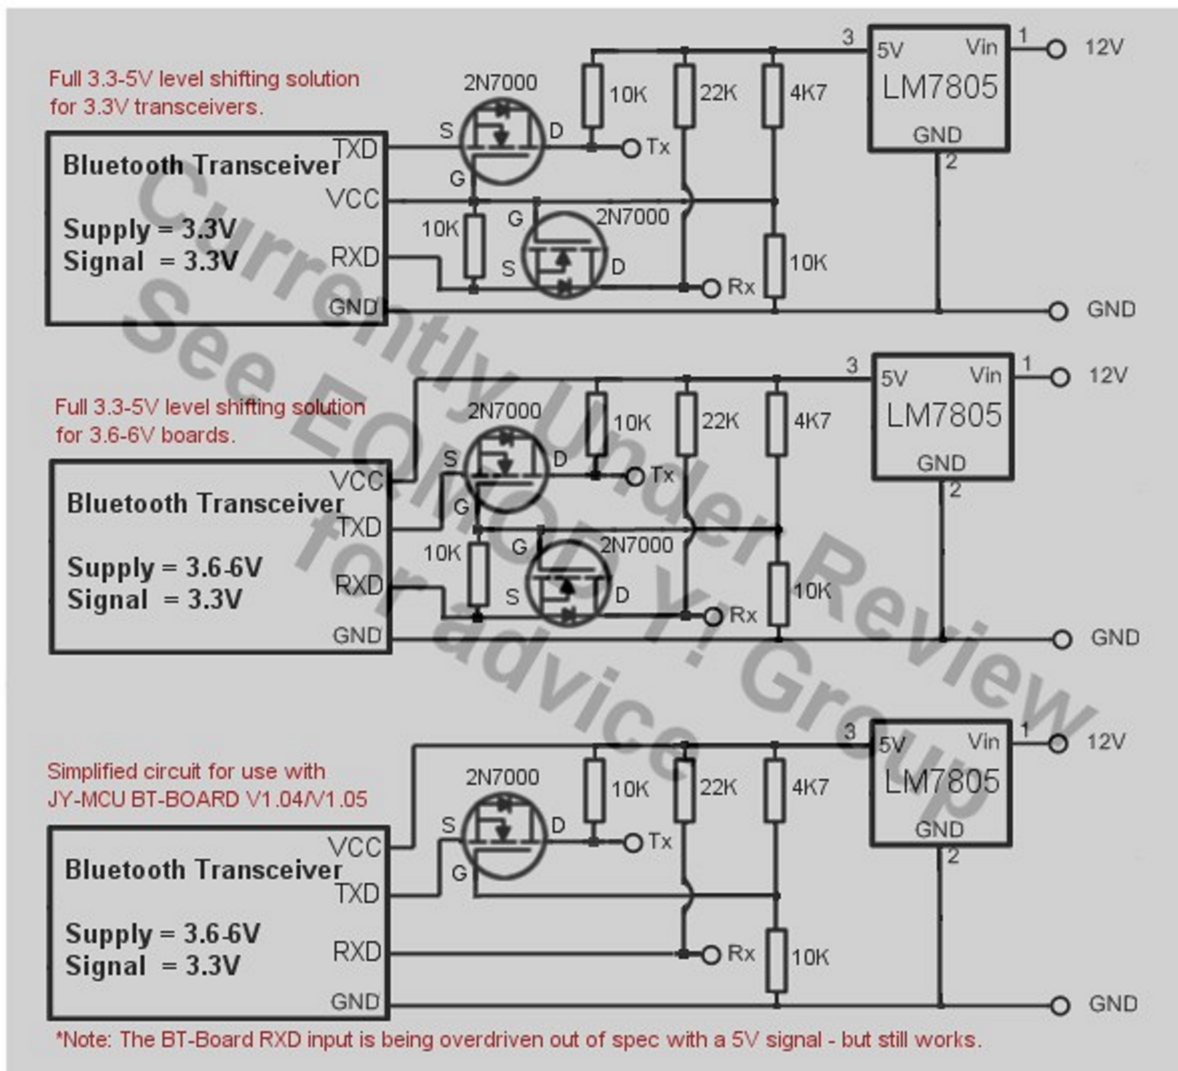 Full 3.3-5V level shifting solution
for 3.3V transceivers.
2N7000
10K
22K
4K7
3
5V
Vin
1
12V
LM7805
GND
2
Bluetooth Transceiver
Supply = 3.3V
Signal = 3.3V
TXD
VCC
RXD
GND
S
D
G
Tx
10K
G
2N7000
S
D
Rx
10K
GND
Full 3.3-5V level shifting solution
for 3.6-6V boards.
2N7000
10K
22K
4K7
3
5V
Vin
1
12V
LM7805
GND
2
Bluetooth Transceiver
Supply = 3.6-6V
Signal = 3.3V
VCC
TXD
RXD
GND
S
D
G
Tx
10K
G
2N7000
S
D
Rx
10K
GND
Simplified circuit for use with
JY-MCU BT-BOARD V1.04/V1.05
2N7000
10K
22K
4K7
3
5V
Vin
1
12V
LM7805
GND
2
Bluetooth Transceiver
Supply = 3.6-6V
Signal = 3.3V
VCC
TXD
RXD
GND
S
D
G
Tx
Rx
10K
GND
*Note: The BT-Board RXD input is being overdriven out of spec with a 5V signal - but still works.
Currently Under Review
See EQMOD Y! Group
for advice